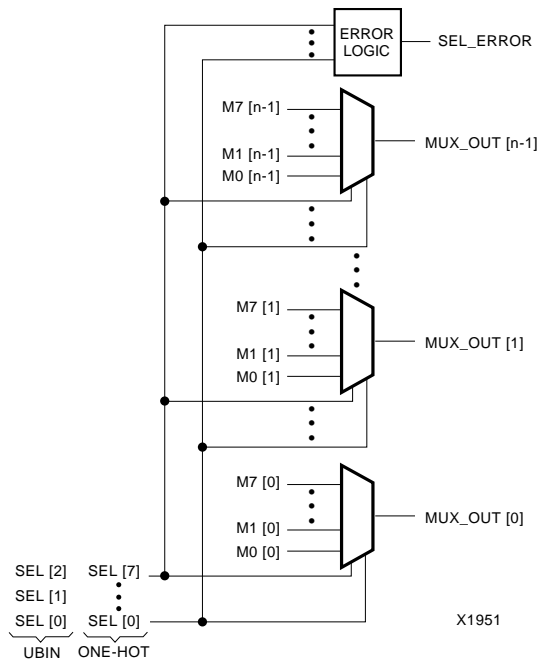 ERROR
LOGIC
SEL_ERROR
M7 [n-1]
M1 [n-1]
M0 [n-1]
MUX_OUT [n-1]
M7 [1]
M1 [1]
M0 [1]
MUX_OUT [1]
M7 [0]
M1 [0]
M0 [0]
MUX_OUT [0]
SEL [2] SEL [7]
SEL [1]
SEL [0] SEL [0]
UBIN ONE-HOT
X1951